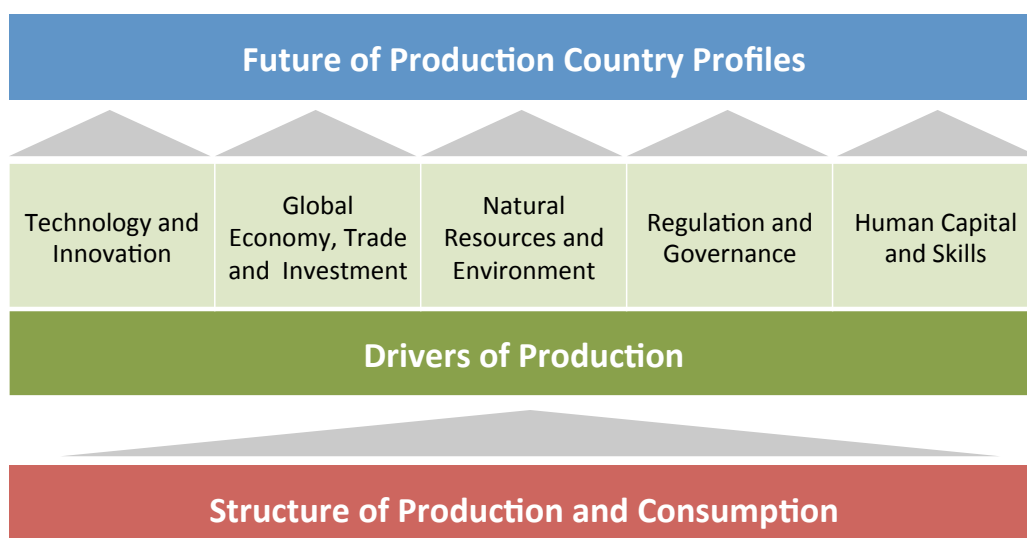 Future of Production Country Profiles
Technology and
Innovation
Global
Economy, Trade
and Investment
Natural
Resources and
Environment
Regulation and
Governance
Human Capital
and Skills
Drivers of Production
Structure of Production and Consumption